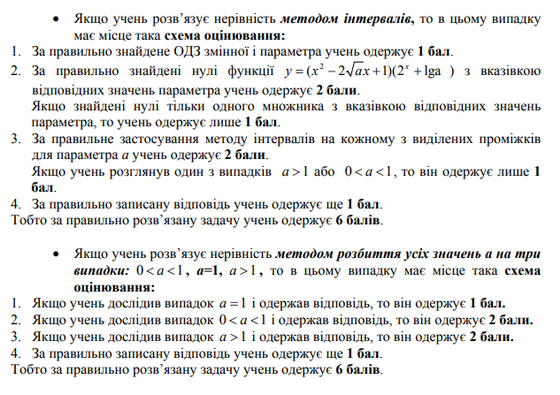 • Якщо учень розв’язує нерівність методом інтервалів, то в цьому випадку
має місце така схема оцінювання:
1. За правильно знайдене ОДЗ змінної і параметра учень одержує 1 бал.
2. За правильно знайдені нулі функції y = (x² − 2√a x + 1)(2ˣ + lga ) з вказівкою
відповідних значень параметра учень одержує 2 бали.
Якщо знайдені нулі тільки одного множника з вказівкою відповідних значень
параметра, то учень одержує лише 1 бал.
3. За правильне застосування методу інтервалів на кожному з виділених проміжків
для параметра a учень одержує 2 бали.
Якщо учень розглянув один з випадків a > 1 або 0 < a < 1, то він одержує лише 1
бал.
4. За правильно записану відповідь учень одержує ще 1 бал.
Тобто за правильно розв’язану задачу учень одержує 6 балів.
• Якщо учень розв’язує нерівність методом розбиття усіх значень a на три
випадки: 0 < a < 1, a=1, a > 1, то в цьому випадку має місце така схема
оцінювання:
1. Якщо учень дослідив випадок a = 1 і одержав відповідь, то він одержує 1 бал.
2. Якщо учень дослідив випадок 0 < a < 1 і одержав відповідь, то він одержує 2 бали.
3. Якщо учень дослідив випадок a > 1 і одержав відповідь, то він одержує 2 бали.
4. За правильно записану відповідь учень одержує ще 1 бал.
Тобто за правильно розв’язану задачу учень одержує 6 балів.